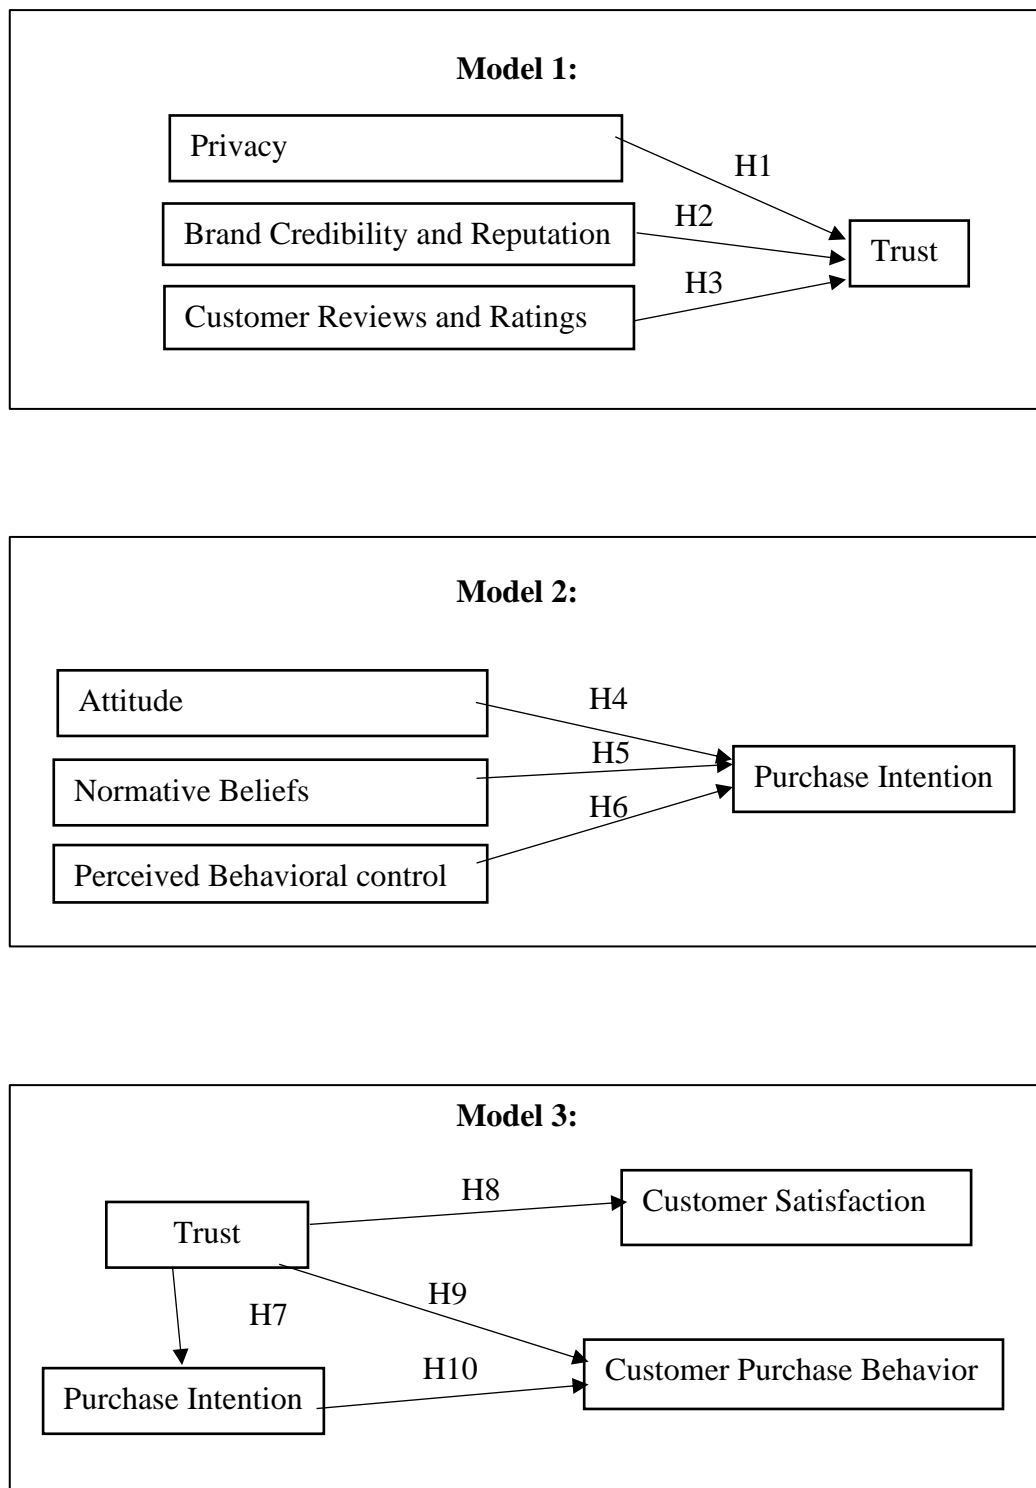 Model 1:
Privacy
H1
Brand Credibility and Reputation
H2
Trust
Customer Reviews and Ratings
H3
Model 2:
Attitude
H4
Normative Beliefs
H5
Purchase Intention
Perceived Behavioral control
H6
Model 3:
Trust
H8
Customer Satisfaction
H7
H9
Purchase Intention
H10
Customer Purchase Behavior